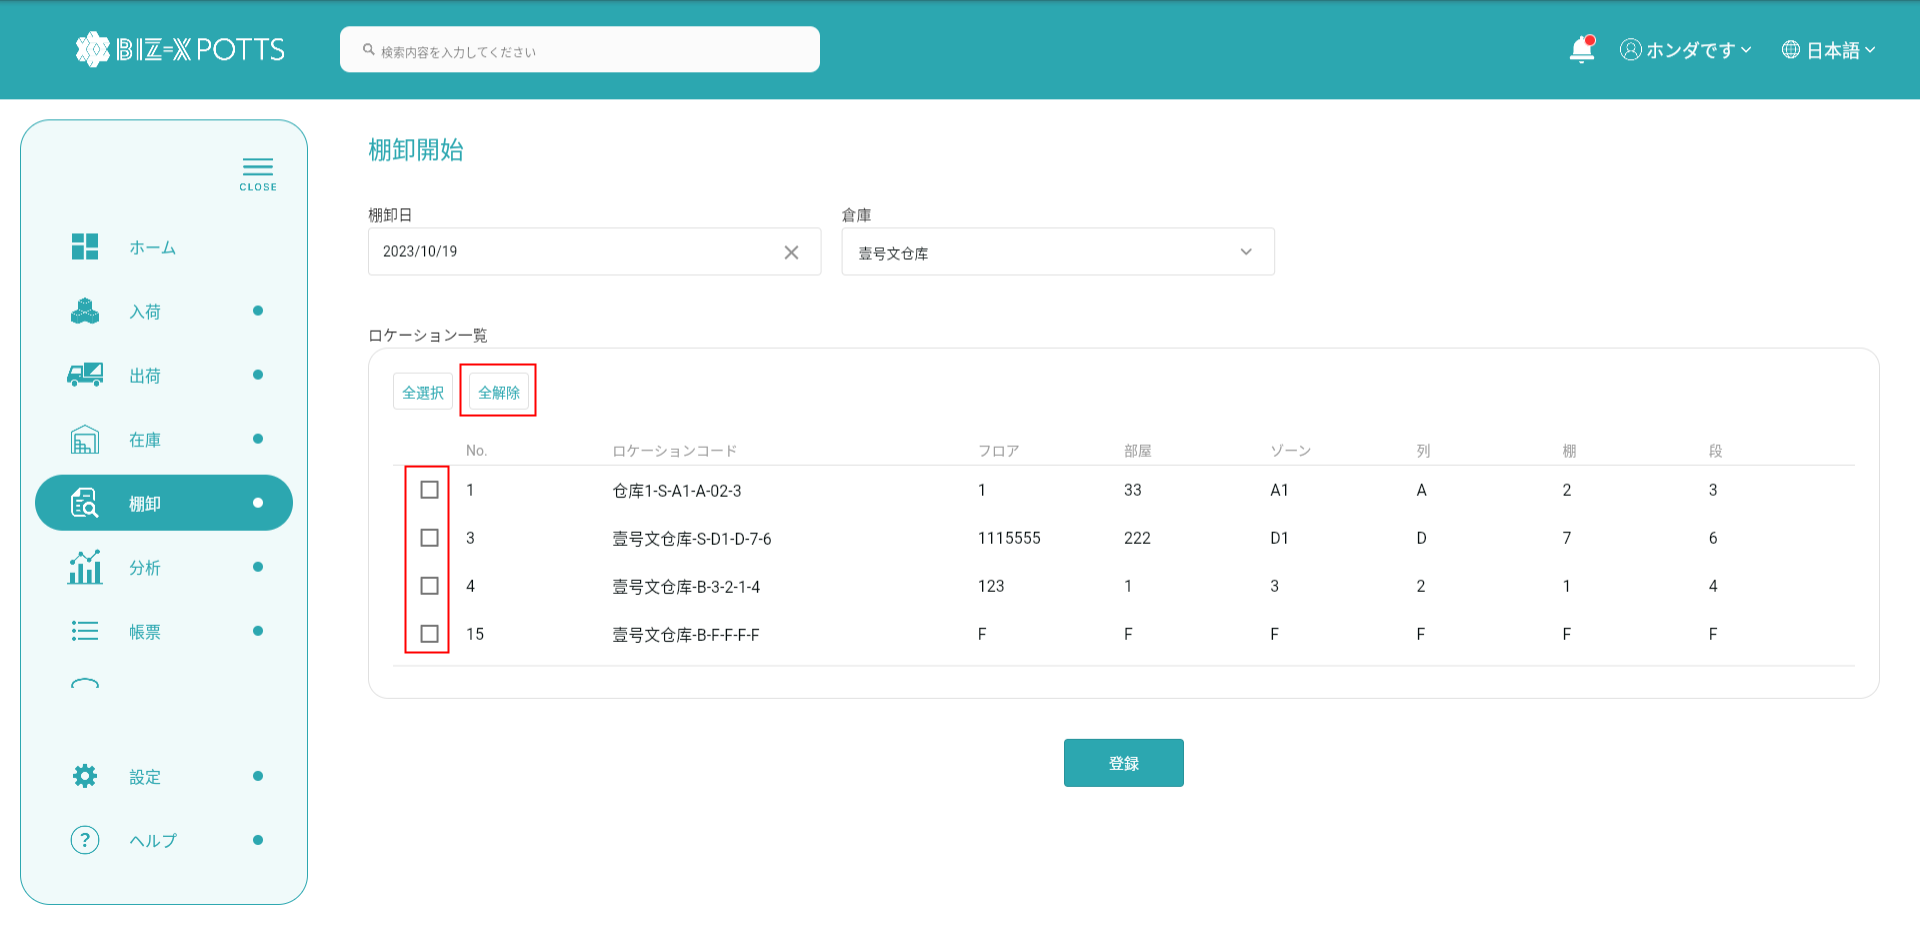 BIZ=X POTTS
検索内容を入力してください
ホンダです
日本語
CLOSE
ホーム
入荷
出荷
在庫
棚卸
分析
帳票
設定
ヘルプ
棚卸開始
棚卸日
倉庫
2023/10/19
壹号文仓库
ロケーション一覧
全選択 全解除
No. ロケーションコード フロア 部屋 ゾーン 列 棚 段
1 仓库1-S-A1-A-02-3 1 33 A1 A 2 3
3 壹号文仓库-S-D1-D-7-6 1115555 222 D1 D 7 6
4 壹号文仓库-B-3-2-1-4 123 1 3 2 1 4
15 壹号文仓库-B-F-F-F-F F F F F F F
登録